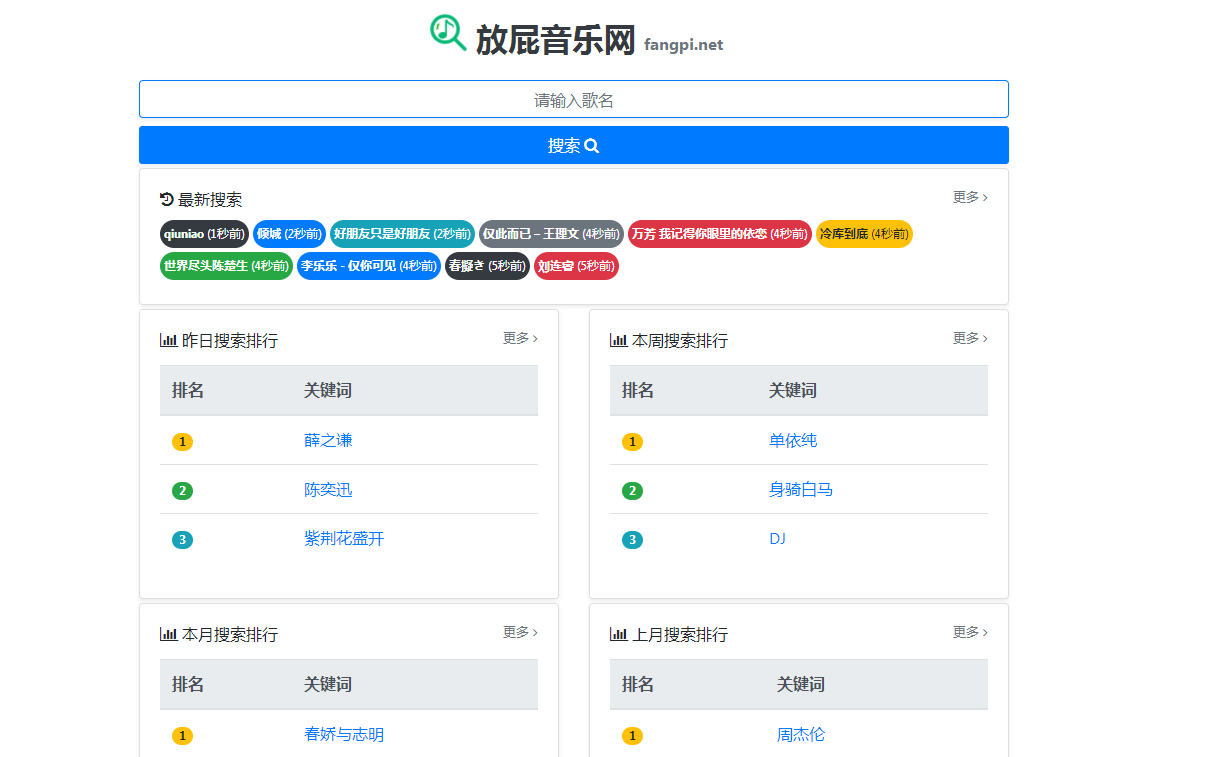 放屁音乐网 fangpi.net
请输入歌名
搜索
最新搜索 更多
qiuniao (1秒前) 倾城 (2秒前) 好朋友只是好朋友 (2秒前) 仅此而已 – 王理文 (4秒前) 万芳 我记得你眼里的依恋 (4秒前) 冷库到底 (4秒前)
世界尽头陈楚生 (4秒前) 李乐乐 - 仅你可见 (4秒前) 春擬き (5秒前) 刘连睿 (5秒前)
昨日搜索排行 更多
排名 关键词
1 薛之谦
2 陈奕迅
3 紫荆花盛开
本周搜索排行 更多
排名 关键词
1 单依纯
2 身骑白马
3 DJ
本月搜索排行 更多
排名 关键词
1 春娇与志明
上月搜索排行 更多
排名 关键词
1 周杰伦